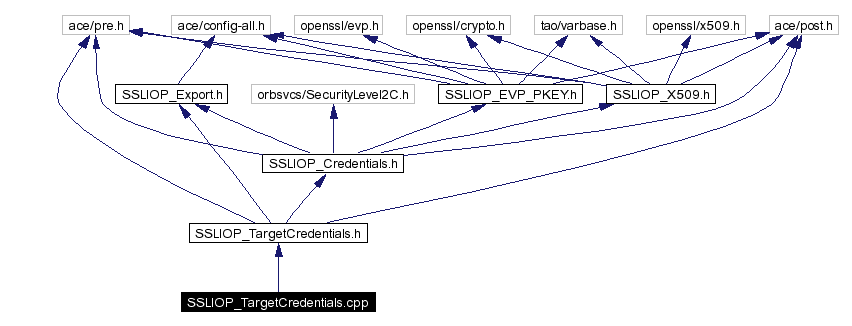 ace/pre.h
ace/config-all.h
openssl/evp.h
openssl/crypto.h
tao/varbase.h
openssl/x509.h
ace/post.h
SSLIOP_Export.h
orbsvcs/SecurityLevel2C.h
SSLIOP_EVP_PKEY.h
SSLIOP_X509.h
SSLIOP_Credentials.h
SSLIOP_TargetCredentials.h
SSLIOP_TargetCredentials.cpp